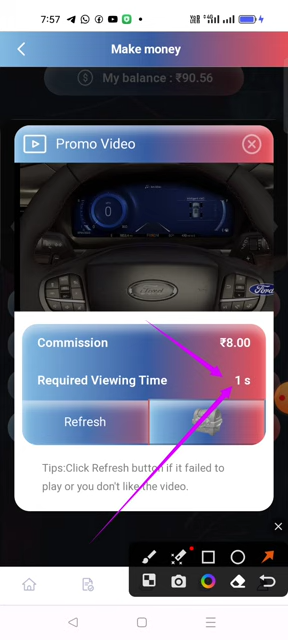 7:57
Make money
My balance : ₹90.56
Promo Video
Ford
Commission ₹8.00
Required Viewing Time 1 s
Refresh
Tips:Click Refresh button if it failed to
play or you don't like the video.